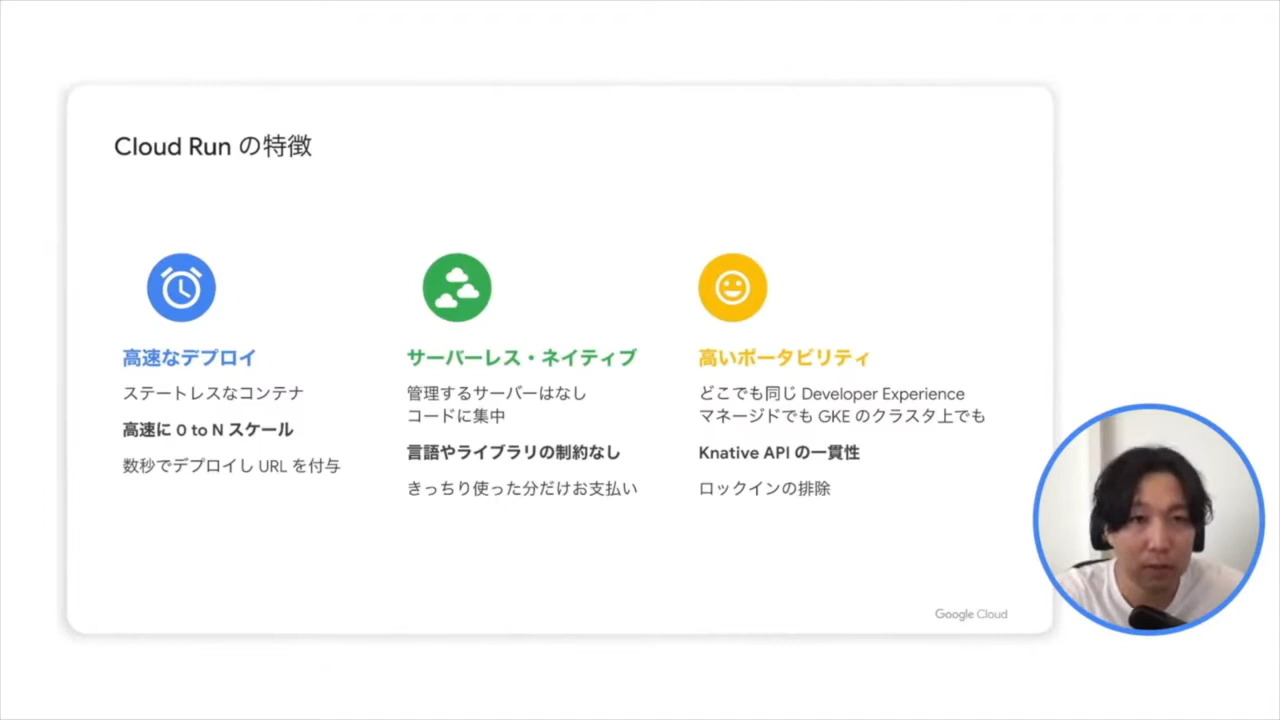 Cloud Run の特徴
高速なデプロイ
ステートレスなコンテナ
高速に 0 to N スケール
数秒でデプロイし URL を付与
サーバーレス・ネイティブ
管理するサーバーはなし
コードに集中
言語やライブラリの制約なし
きっちり使った分だけお支払い
高いポータビリティ
どこでも同じ Developer Experience
マネージドでも GKE のクラスタ上でも
Knative API の一貫性
ロックインの排除
Google Cloud